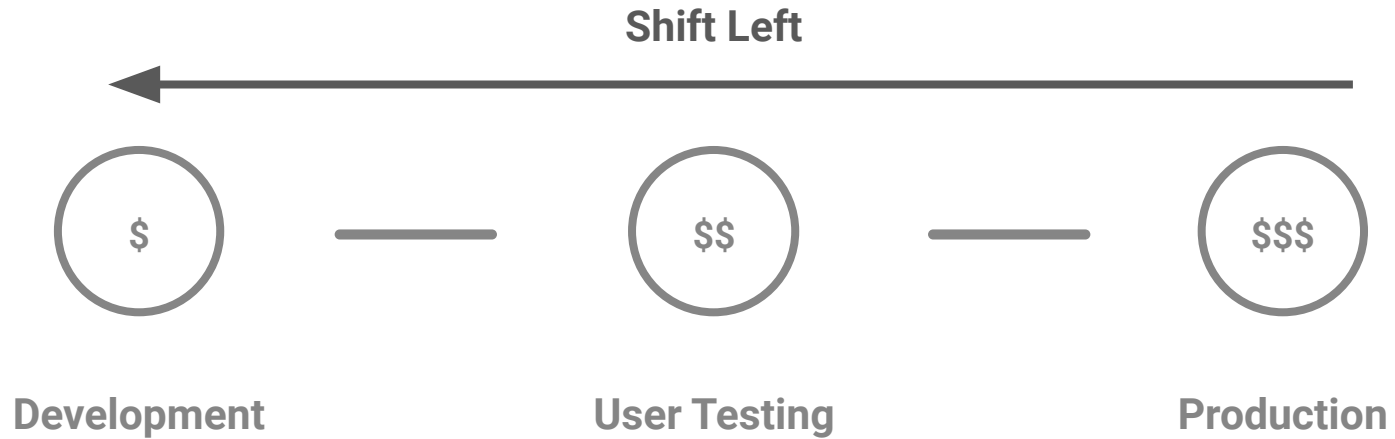 Shift Left
$
$$
$$$
Development
User Testing
Production